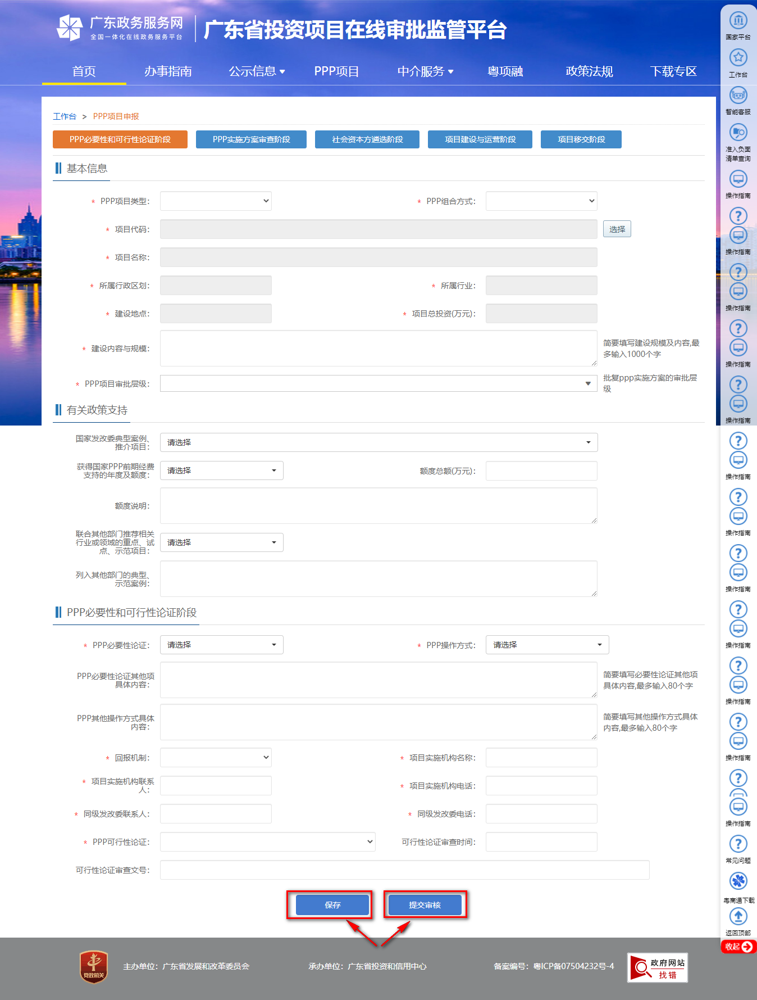 广东政务服务网
全国一体化在线政务服务平台
广东省投资项目在线审批监管平台
首页 办事指南 公示信息 PPP项目 中介服务 粤项融 政策法规 下载专区
工作台 > PPP项目申报
PPP必要性和可行性论证阶段 PPP实施方案审查阶段 社会资本方遴选阶段 项目建设与运营阶段 项目移交阶段
基本信息
* PPP项目类型： * PPP组合方式：
* 项目代码： 选择
* 项目名称：
* 所属行政区划： * 所属行业：
* 建设地点： * 项目总投资(万元)：
* 建设内容与规模： 简要填写建设规模及内容,最
多输入1000个字
* PPP项目审批层级： 批复ppp实施方案的审批层
级
有关政策支持
国家发改委典型案例、
推介项目： 请选择
获得国家PPP前期经费
支持的年度及额度： 请选择 额度总额(万元)：
额度说明：
联合其他部门推荐相关
行业或领域的重点、试
点、示范项目： 请选择
列入其他部门的典型、
示范案例：
PPP必要性和可行性论证阶段
* PPP必要性论证： 请选择 * PPP操作方式： 请选择
PPP必要性论证其他项
具体内容： 简要填写必要性论证其他项
具体内容,最多输入80个字
PPP其他操作方式具体
内容： 简要填写其他操作方式具体
内容,最多输入80个字
* 回报机制： * 项目实施机构名称：
* 项目实施机构联系
人： * 项目实施机构电话：
* 同级发改委联系人： * 同级发改委电话：
* PPP可行性论证： 可行性论证审查时间：
可行性论证审查文号：
保存 提交审核
党政机关
主办单位：广东省发展和改革委员会 承办单位：广东省投资和信用中心 备案编号：粤ICP备07504232号-4
政府网站
找错
国家平台
工作台
智能客服
准入负面
清单查询
操作指南
?
操作指南
?
操作指南
?
操作指南
?
操作指南
?
操作指南
?
操作指南
?
操作指南
?
操作指南
?
操作指南
?
操作指南
?
操作指南
?
常见问题
粤商通下载
返回顶部
收起